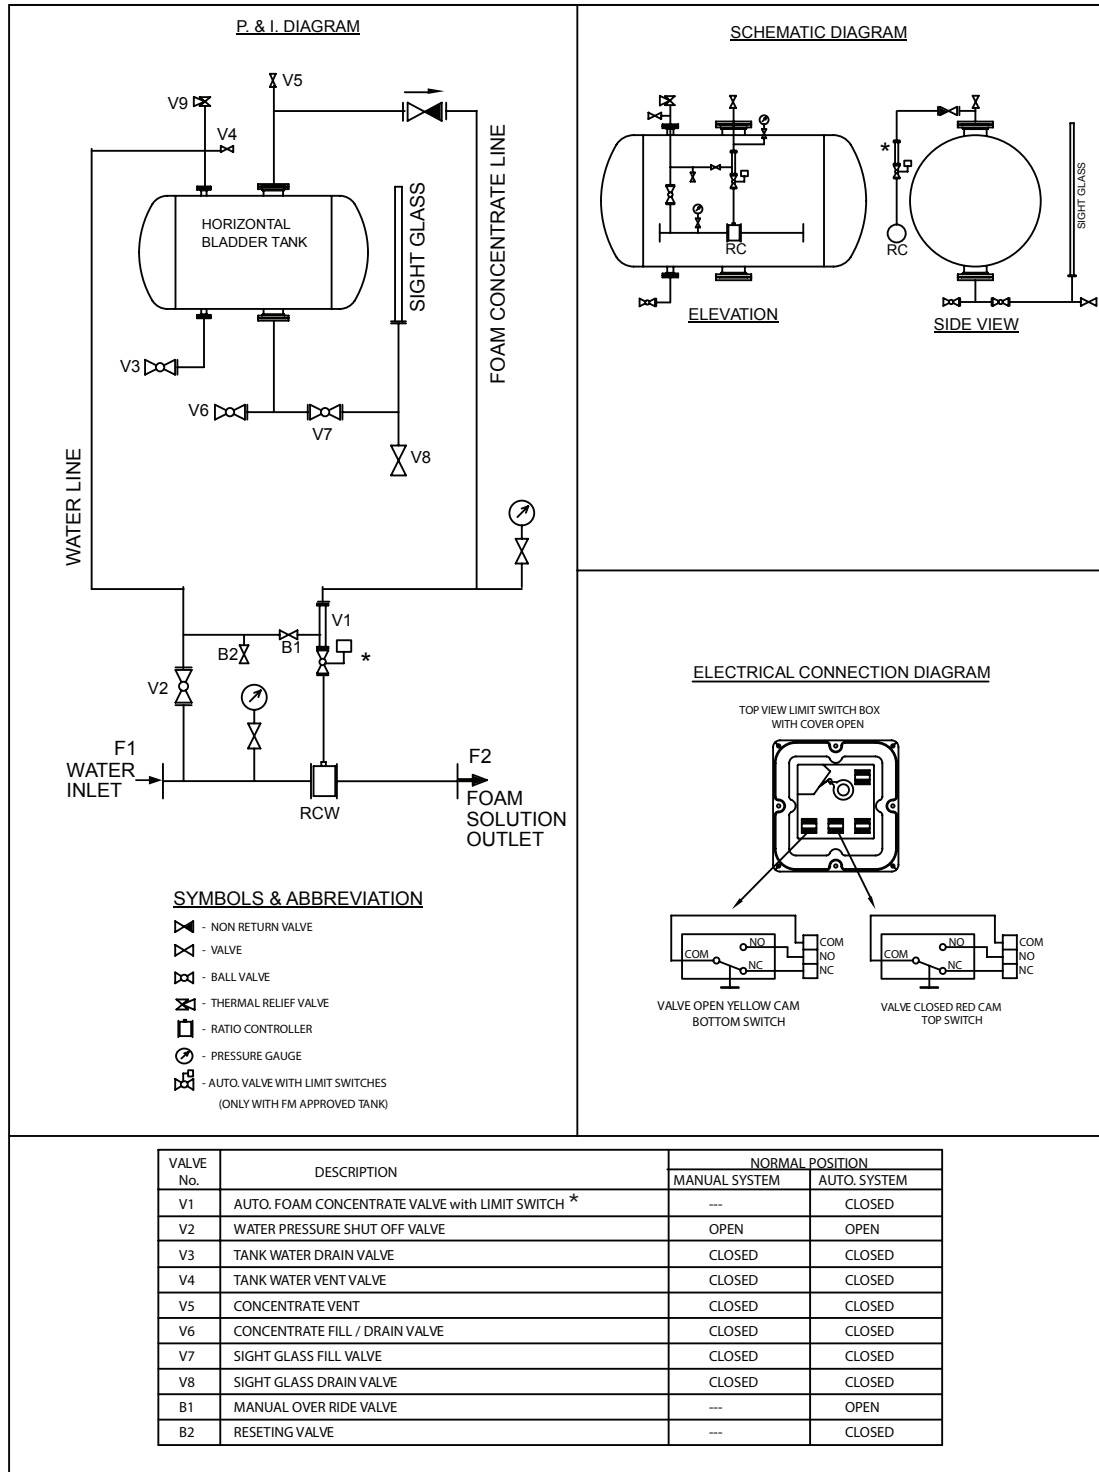 P. & I. DIAGRAM
V5
V9
V4
HORIZONTAL
BLADDER TANK
SIGHT GLASS
FOAM CONCENTRATE LINE
WATER LINE
V3
V6
V7
V8
V1
B2
B1
*
V2
F1
WATER
INLET
RCW
F2
FOAM
SOLUTION
OUTLET
SYMBOLS & ABBREVIATION
- NON RETURN VALVE
- VALVE
- BALL VALVE
- THERMAL RELIEF VALVE
- RATIO CONTROLLER
- PRESSURE GAUGE
- AUTO. VALVE WITH LIMIT SWITCHES
(ONLY WITH FM APPROVED TANK)
SCHEMATIC DIAGRAM
RC
ELEVATION
*
RC
SIGHT GLASS
SIDE VIEW
ELECTRICAL CONNECTION DIAGRAM
TOP VIEW LIMIT SWITCH BOX
WITH COVER OPEN
COM NO NC COM NO NC
VALVE OPEN YELLOW CAM
BOTTOM SWITCH
COM NO NC COM NO NC
VALVE CLOSED RED CAM
TOP SWITCH
VALVE No. DESCRIPTION NORMAL POSITION
MANUAL SYSTEM AUTO. SYSTEM
V1 AUTO. FOAM CONCENTRATE VALVE with LIMIT SWITCH * --- CLOSED
V2 WATER PRESSURE SHUT OFF VALVE OPEN OPEN
V3 TANK WATER DRAIN VALVE CLOSED CLOSED
V4 TANK WATER VENT VALVE CLOSED CLOSED
V5 CONCENTRATE VENT CLOSED CLOSED
V6 CONCENTRATE FILL / DRAIN VALVE CLOSED CLOSED
V7 SIGHT GLASS FILL VALVE CLOSED CLOSED
V8 SIGHT GLASS DRAIN VALVE CLOSED CLOSED
B1 MANUAL OVER RIDE VALVE --- OPEN
B2 RESETING VALVE --- CLOSED